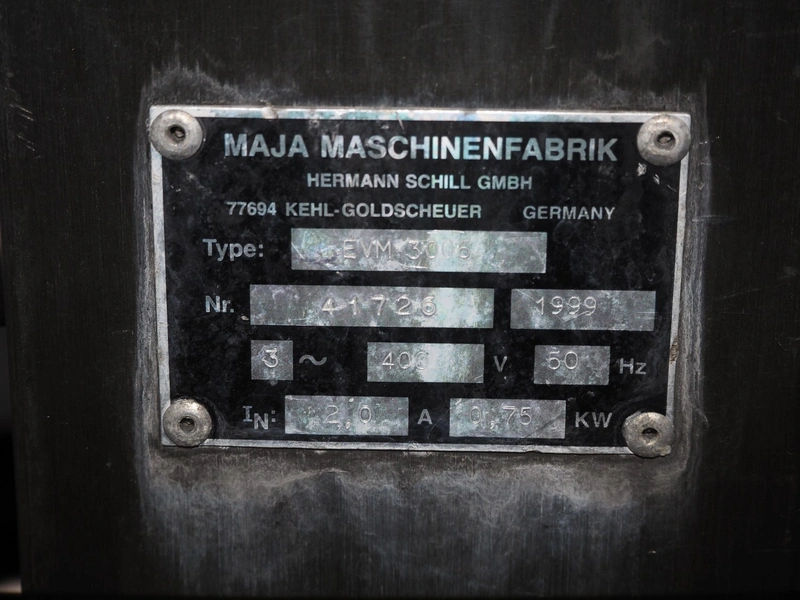 MAJA MASCHINENFABRIK
HERMANN SCHILL GMBH
77694 KEHL-GOLDSCHEUER GERMANY
Type: EVM 3006
Nr. 41726 1999
3 ~ 400 V 50 Hz
IN: 2,0 A 0,75 KW